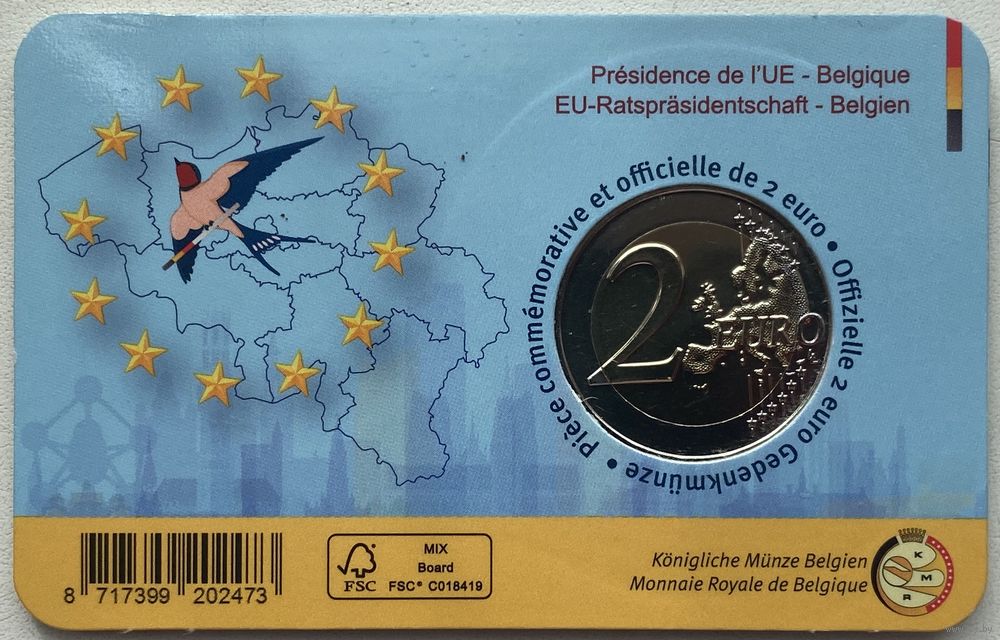 Présidence de l'UE - Belgique
EU-Ratspräsidentschaft - Belgien
Pièce commémorative et officielle de 2 euro • Offizielle 2 euro Gedenkmünze •
2 EURO
8 717399 202473
FSC
MIX
Board
FSC® C018419
Königliche Münze Belgien
Monnaie Royale de Belgique
K
M
R